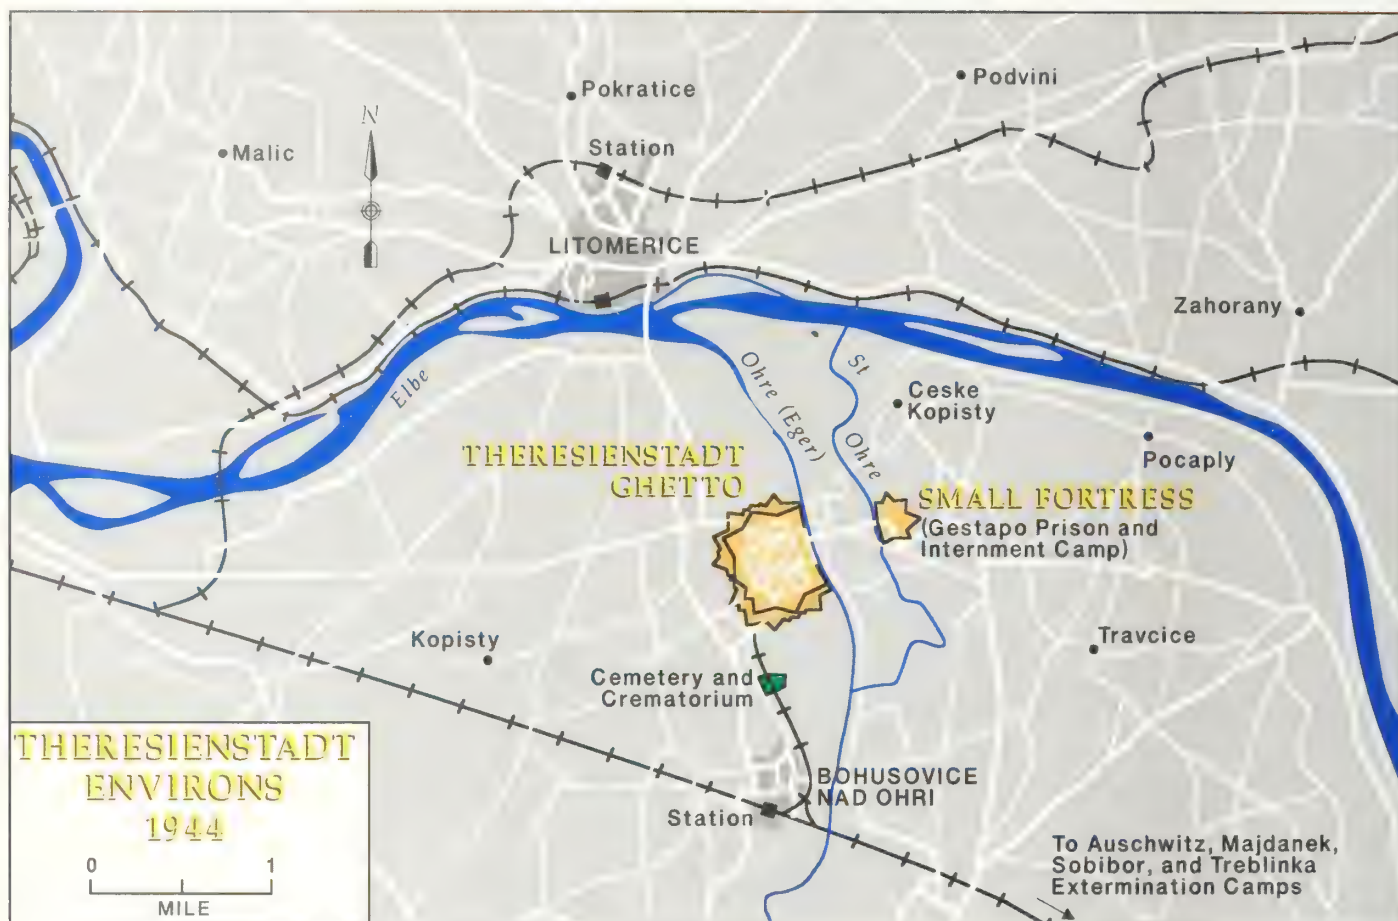 Pokratice
Podvini
N
Station
Malic
LITOMERICE
Zahorany
Elbe
Ohre (Eger)
St Ohre
Ceske
Kopisty
Pocaply
THERESIENSTADT
GHETTO
SMALL FORTRESS
(Gestapo Prison and
Internment Camp)
Kopisty
Travcice
Cemetery and
Crematorium
THERESIENSTADT
ENVIRONS
1944
0 1
MILE
BOHUSOVICE
NAD OHRI
Station
To Auschwitz, Majdanek,
Sobibor, and Treblinka
Extermination Camps